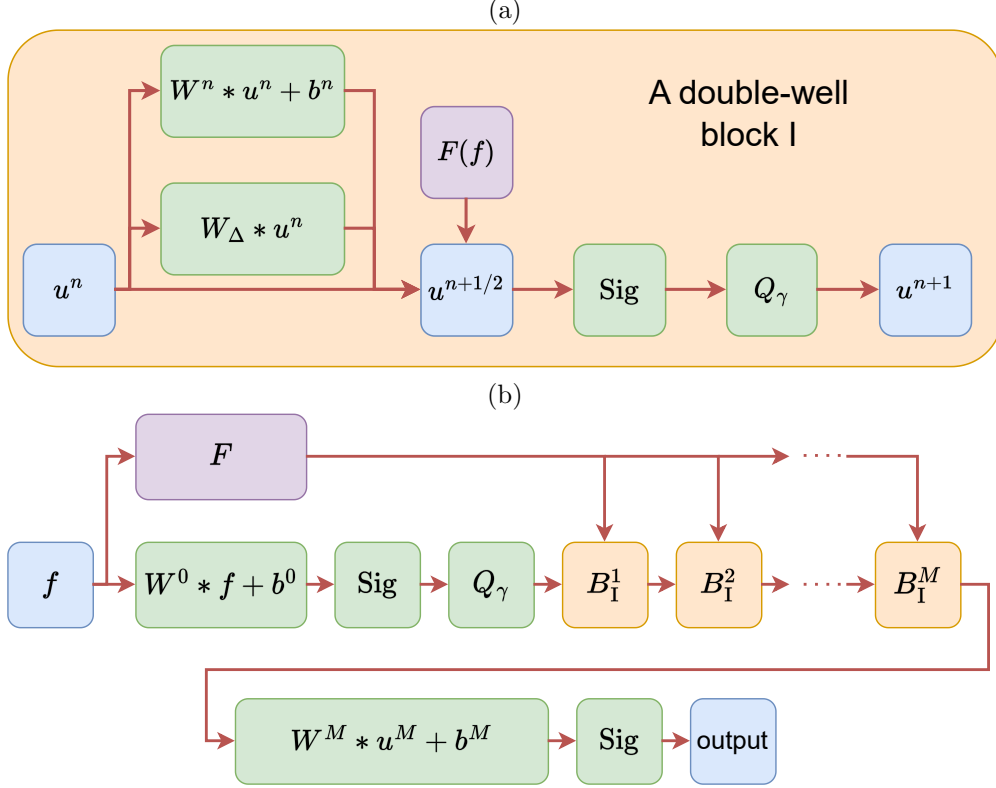 (a)
W^n * u^n + b^n
A double-well
block I
F(f)
W_Δ * u^n
u^n
u^{n+1/2}
Sig
Q_γ
u^{n+1}
(b)
F
f
W^0 * f + b^0
Sig
Q_γ
B_I^1
B_I^2
B_I^M
W^M * u^M + b^M
Sig
output